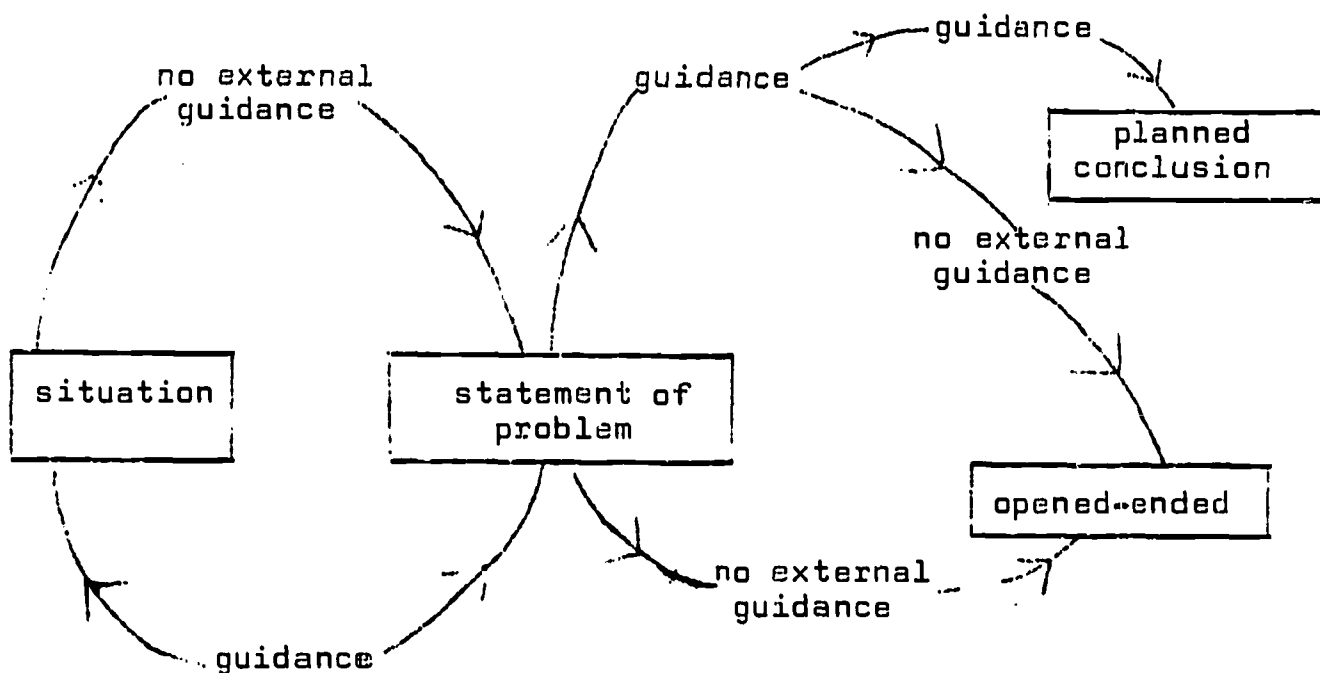 guidance
no external
guidance
guidance
planned
conclusion
no external
guidance
situation
statement of
problem
opened-ended
no external
guidance
guidance